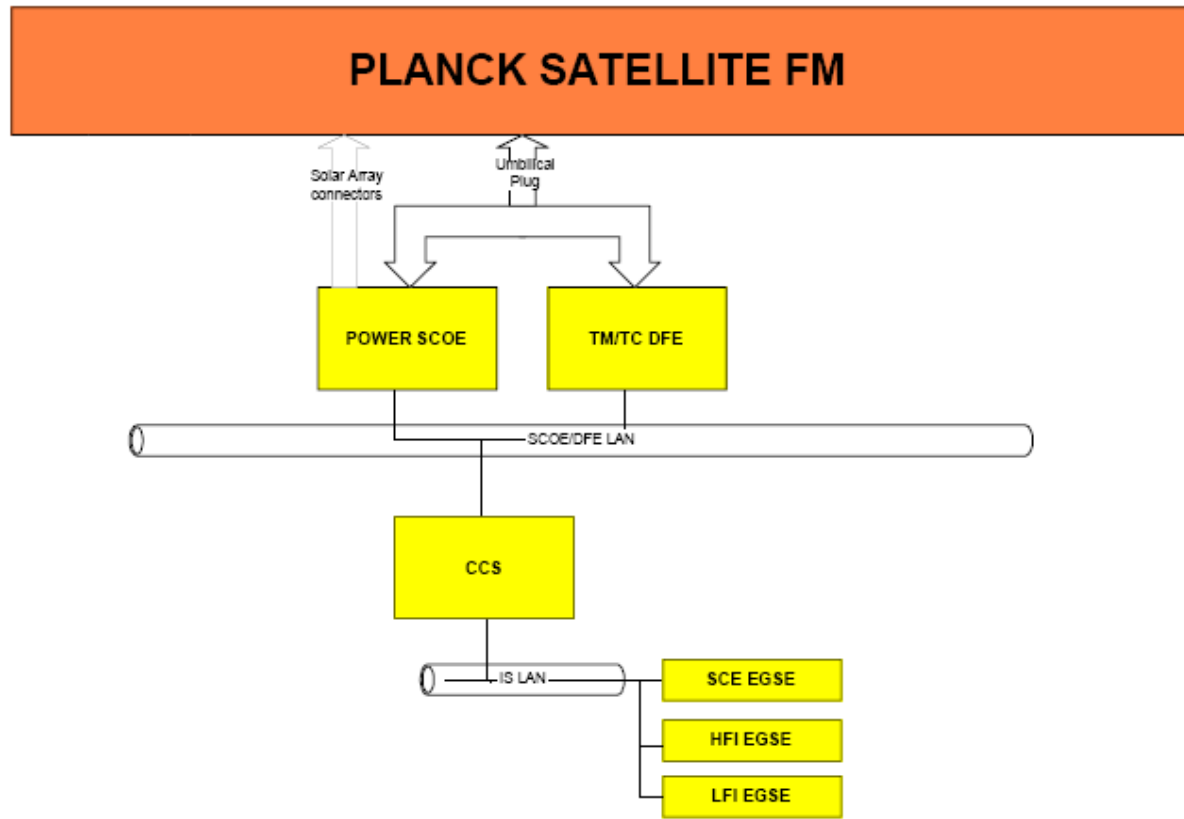 PLANCK SATELLITE FM
Solar Array
connectors
Umbilical
Plug
POWER SCOE
TM/TC DFE
SCOE/DFE LAN
CCS
IS LAN
SCE EGSE
HFI EGSE
LFI EGSE